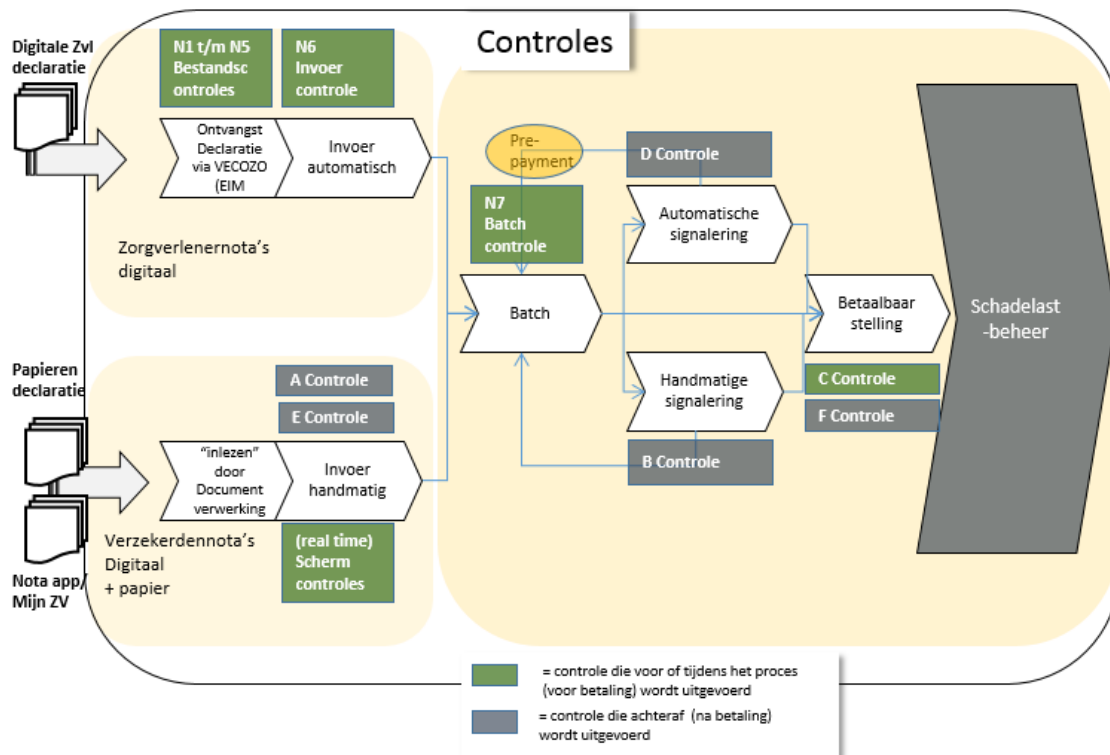 Controles
Digitale Zvl
declaratie
N1 t/m N5
Bestandsc
ontroles
N6
Invoer
controle
Ontvangst
Declaratie
via VECOZO
(EIM
Invoer
automatisch
Zorgverlenernota's
digitaal
Pre-
payment
D Controle
N7
Batch
controle
Automatische
signalering
Batch
Betaalbaar
stelling
Schadelast
-beheer
Papieren
declaratie
A Controle
E Controle
Handmatige
signalering
C Controle
F Controle
B Controle
"inlezen"
door
Document
verwerking
Invoer
handmatig
Verzekerdennota's
Digitaal
+ papier
(real time)
Scherm
controles
Nota app/
Mijn ZV
= controle die voor of tijdens het proces
(voor betaling) wordt uitgevoerd
= controle die achteraf (na betaling)
wordt uitgevoerd